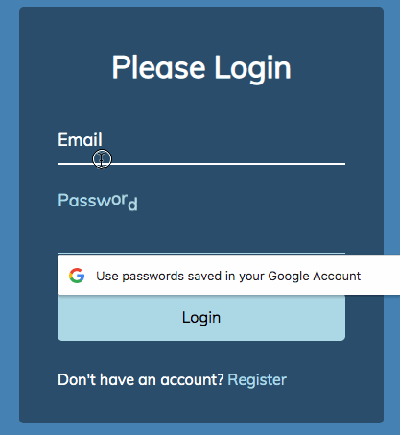 Please Login
Email
Password
Use passwords saved in your Google Account
Login
Don't have an account? Register